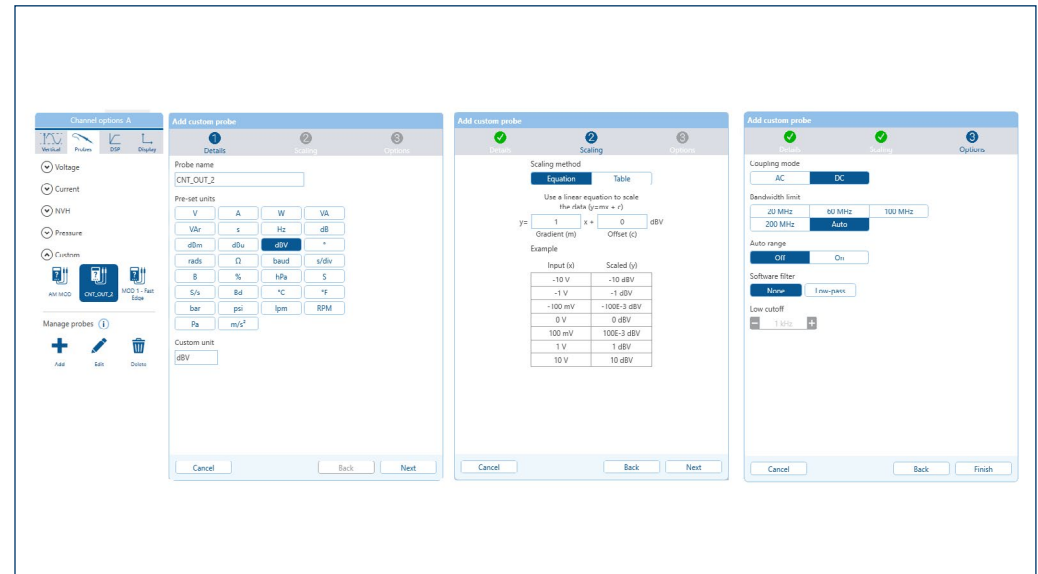 Channel options A
Vertical Probes DSP Display
Voltage
Current
NVH
Pressure
Custom
AM MOD CNT_OUT_2 MOD 1 - Fast Edge
Manage probes
Add Edit Delete
Add custom probe
1 2 3
Details Scaling Options
Probe name
CNT_OUT_2
Pre-set units
V A W VA
VAr s Hz dB
dBm dBu dBV °
rads Ω baud s/div
B % hPa S
S/s Bd °C °F
bar psi lpm RPM
Pa m/s²
Custom unit
dBV
Cancel Back Next
Add custom probe
2 3
Details Scaling Options
Scaling method
Equation Table
Use a linear equation to scale
the data (y=mx + c)
y= 1 x + 0 dBV
Gradient (m) Offset (c)
Example
Input (x) Scaled (y)
-10 V -10 dBV
-1 V -1 dBV
-100 mV -100E-3 dBV
0 V 0 dBV
100 mV 100E-3 dBV
1 V 1 dBV
10 V 10 dBV
Cancel Back Next
Add custom probe
3
Details Scaling Options
Coupling mode
AC DC
Bandwidth limit
20 MHz 60 MHz 100 MHz
200 MHz Auto
Auto range
Off On
Software filter
None Low-pass
Low cutoff
1 kHz
Cancel Back Finish